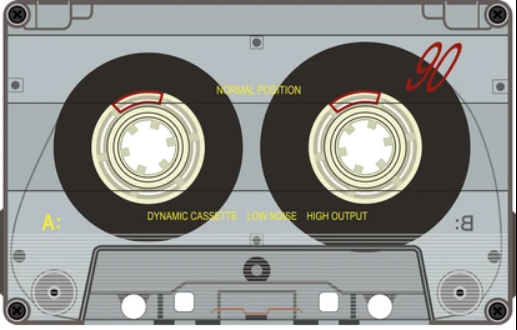 90
NORMAL POSITION
DYNAMIC CASSETTE LOW NOISE HIGH OUTPUT
A: B: